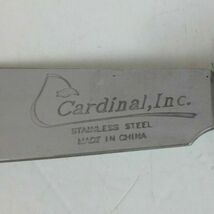 Cardinal, Inc.
STAINLESS STEEL
MADE IN CHINA